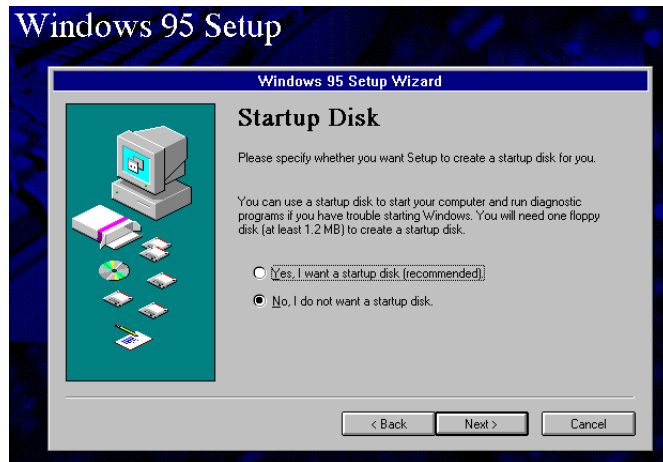 Windows 95 Setup
Windows 95 Setup Wizard
Startup Disk
Please specify whether you want Setup to create a startup disk for you.
You can use a startup disk to start your computer and run diagnostic
programs if you have trouble starting Windows. You will need one floppy
disk (at least 1.2 MB) to create a startup disk.
Yes, I want a startup disk (recommended).
No, I do not want a startup disk.
< Back
Next >
Cancel